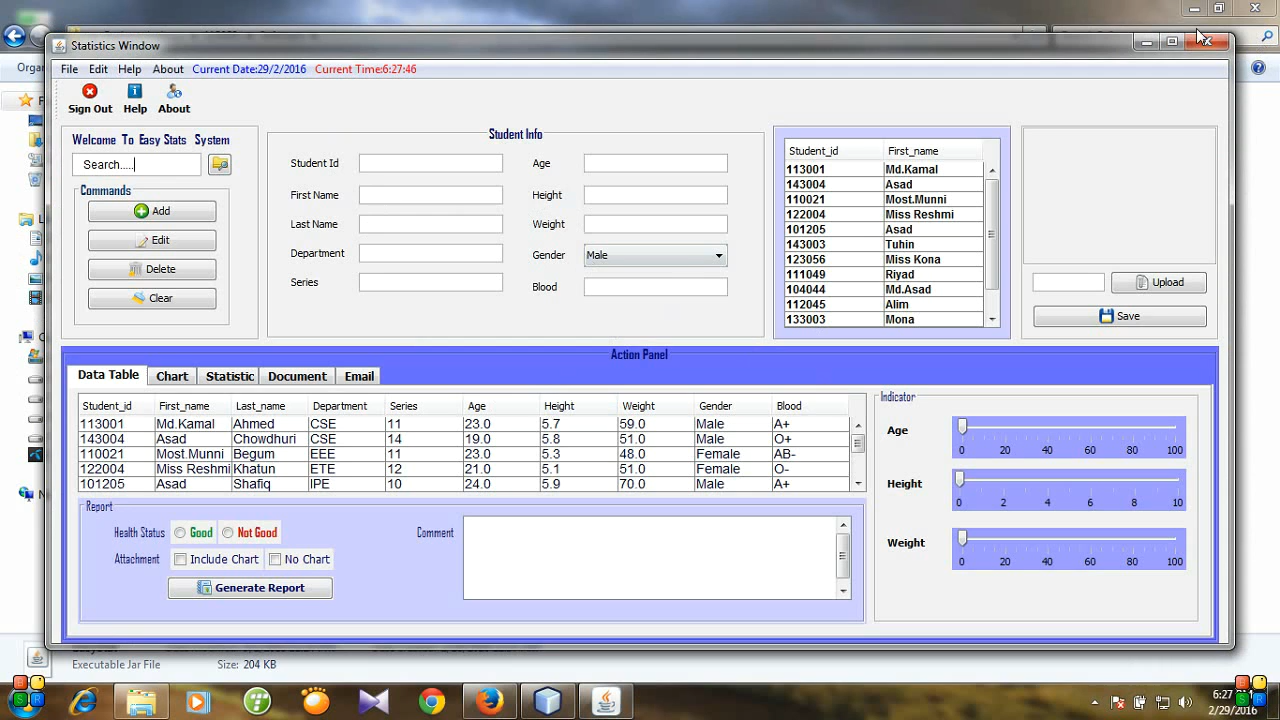 Statistics Window
File Edit Help About Current Date:29/2/2016 Current Time:6:27:46
Sign Out Help About
Welcome To Easy Stats System
Search.....
Commands
Add
Edit
Delete
Clear
Student Info
Student Id
First Name
Last Name
Department
Series
Age
Height
Weight
Gender Male
Blood
Student_id First_name
113001 Md.Kamal
143004 Asad
110021 Most.Munni
122004 Miss Reshmi
101205 Asad
143003 Tuhin
123056 Miss Kona
111049 Riyad
104044 Md.Asad
112045 Alim
133003 Mona
Upload
Save
Action Panel
Data Table Chart Statistic Document Email
Student_id First_name Last_name Department Series Age Height Weight Gender Blood
113001 Md.Kamal Ahmed CSE 11 23.0 5.7 59.0 Male A+
143004 Asad Chowdhuri CSE 14 19.0 5.8 51.0 Male O+
110021 Most.Munni Begum EEE 11 23.0 5.3 48.0 Female AB-
122004 Miss Reshmi Khatun ETE 12 21.0 5.1 51.0 Female O-
101205 Asad Shafiq IPE 10 24.0 5.9 70.0 Male A+
Report
Health Status Good Not Good
Attachment Include Chart No Chart
Generate Report
Comment
Indicator
Age
0 20 40 60 80 100
Height
0 2 4 6 8 10
Weight
0 20 40 60 80 100
Executable Jar File Size: 204 KB
6:27
2/29/2016